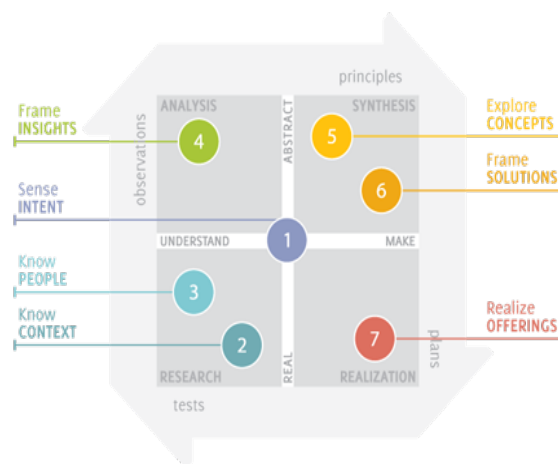 principles
ANALYSIS
SYNTHESIS
Frame
INSIGHTS
observations
ABSTRACT
4
5
Explore
CONCEPTS
6
Frame
SOLUTIONS
Sense
INTENT
UNDERSTAND
1
MAKE
Know
PEOPLE
3
Know
CONTEXT
2
7
Realize
OFFERINGS
plans
RESEARCH
REAL
REALIZATION
tests